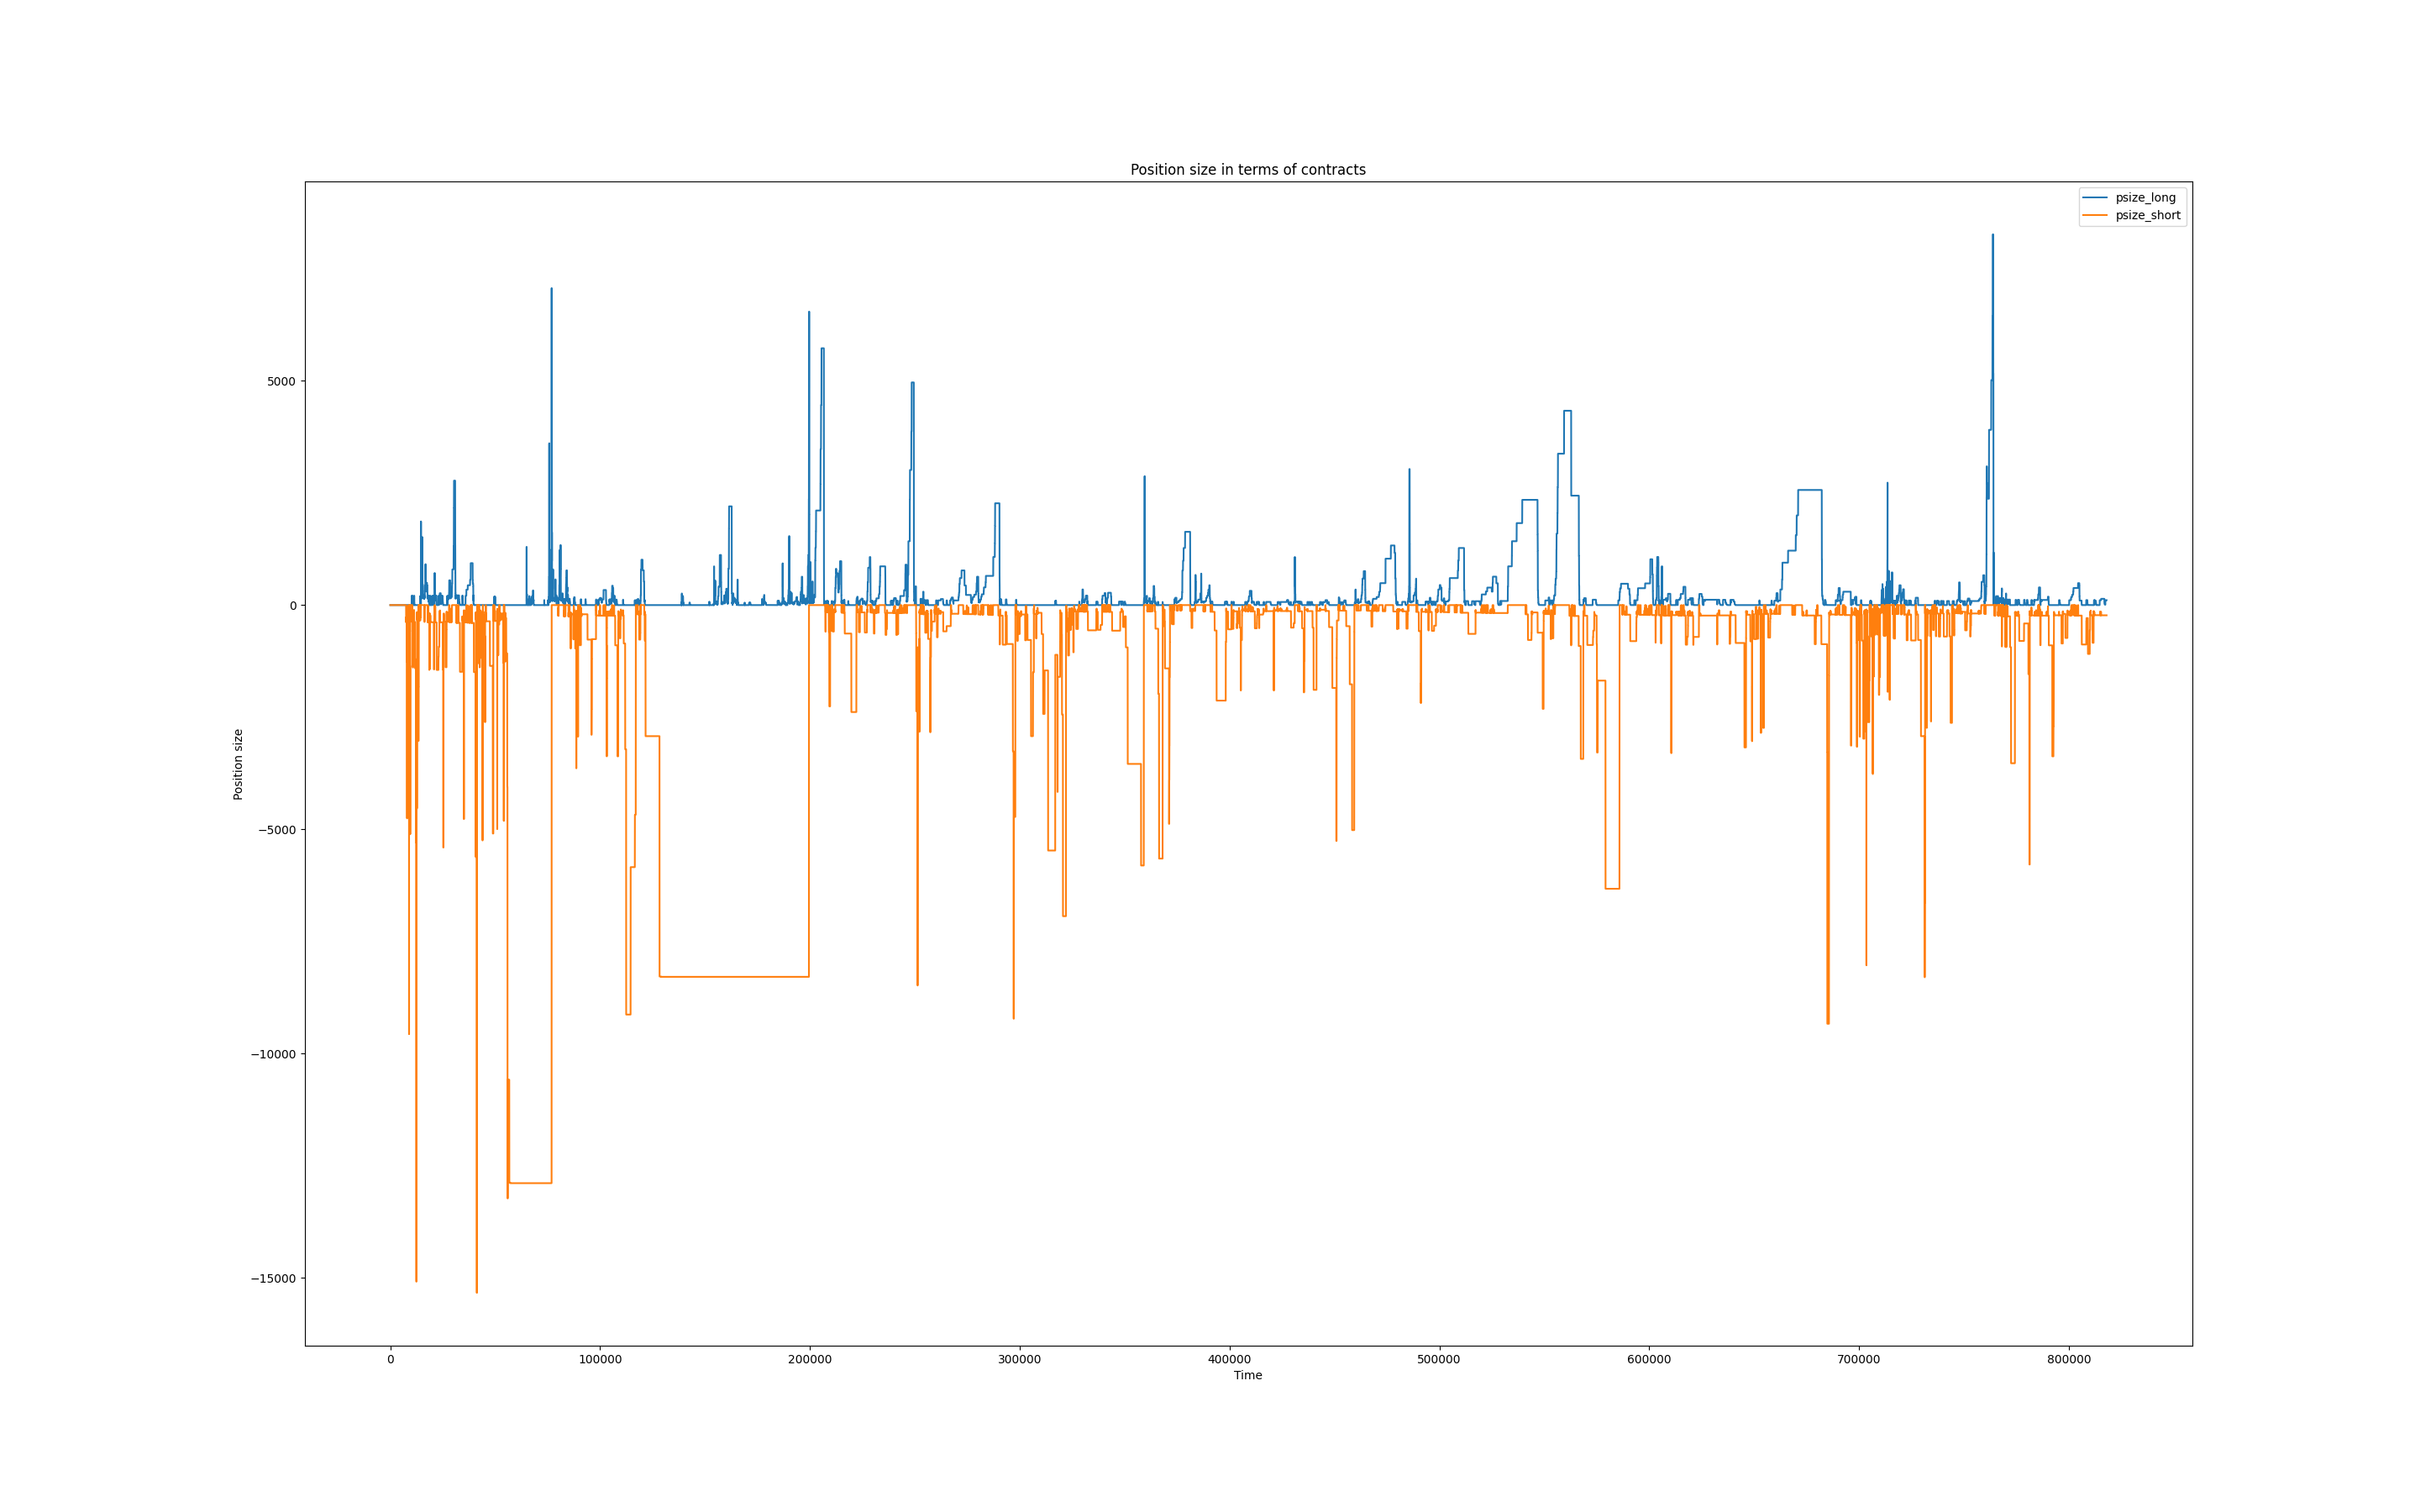 Position size in terms of contracts
psize_long
psize_short
5000
0
−5000
−10000
−15000
Position size
0 100000 200000 300000 400000 500000 600000 700000 800000
Time